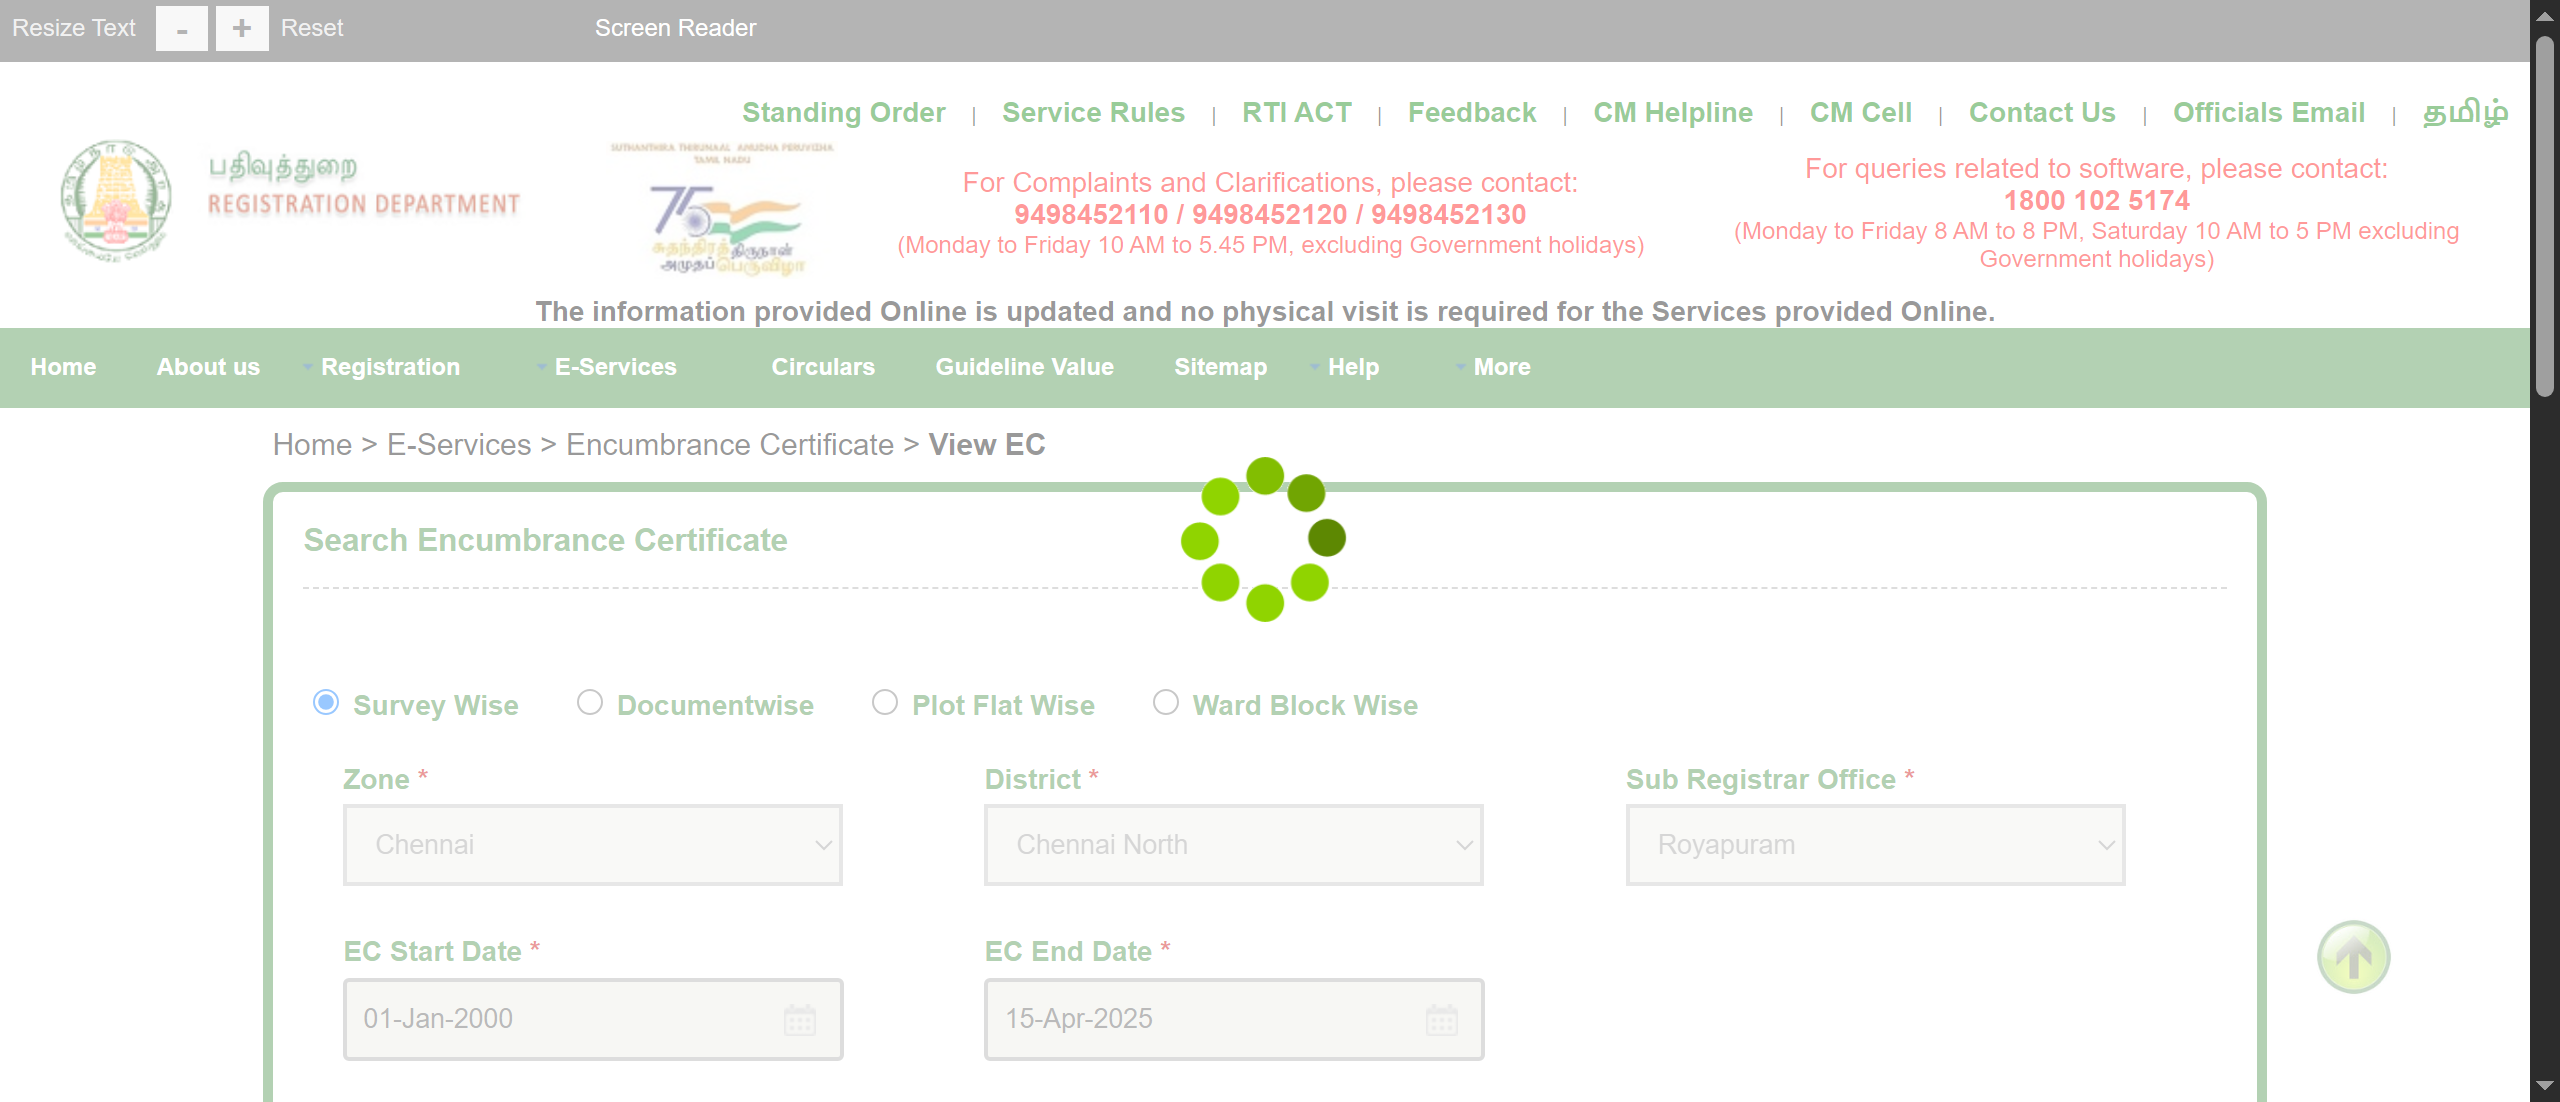 Resize Text - + Reset Screen Reader
Standing Order | Service Rules | RTI ACT | Feedback | CM Helpline | CM Cell | Contact Us | Officials Email | தமிழ்
பதிவுத்துறை
REGISTRATION DEPARTMENT
SUTHANTHIRA THIRUNAAL AMUDHA PERUVIZHA
TAMIL NADU
75
சுதந்திரத்திருநாள்
அமுதப்பெருவிழா
For Complaints and Clarifications, please contact:
9498452110 / 9498452120 / 9498452130
(Monday to Friday 10 AM to 5.45 PM, excluding Government holidays)
For queries related to software, please contact:
1800 102 5174
(Monday to Friday 8 AM to 8 PM, Saturday 10 AM to 5 PM excluding
Government holidays)
The information provided Online is updated and no physical visit is required for the Services provided Online.
Home About us Registration E-Services Circulars Guideline Value Sitemap Help More
Home > E-Services > Encumbrance Certificate > View EC
Search Encumbrance Certificate
Survey Wise Documentwise Plot Flat Wise Ward Block Wise
Zone * District * Sub Registrar Office *
Chennai Chennai North Royapuram
EC Start Date * EC End Date *
01-Jan-2000 15-Apr-2025